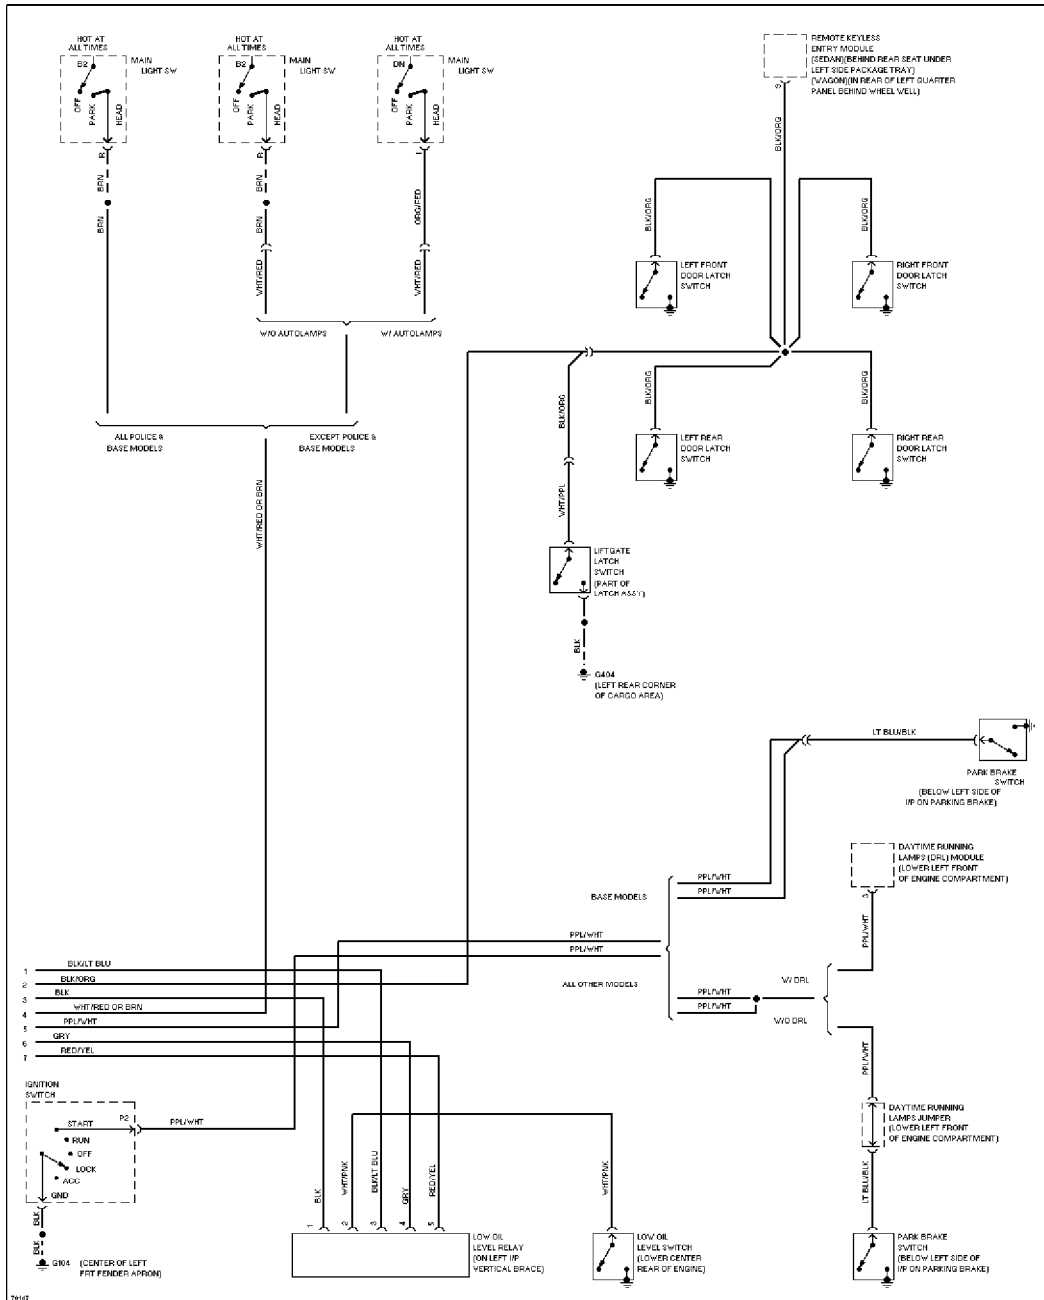 HOT AT
ALL TIMES
B2
MAIN
LIGHT SW
OFF
PARK
HEAD
R
BRN
BRN
HOT AT
ALL TIMES
B2
MAIN
LIGHT SW
OFF
PARK
HEAD
R
BRN
BRN
WHT/RED
HOT AT
ALL TIMES
DN
MAIN
LIGHT SW
OFF
PARK
HEAD
I
ORG/RED
WHT/RED
W/O AUTOLAMPS
W/ AUTOLAMPS
ALL POLICE &
BASE MODELS
EXCEPT POLICE &
BASE MODELS
WHT/RED OR BRN
REMOTE KEYLESS
ENTRY MODULE
(SEDAN)(BEHIND REAR SEAT UNDER
LEFT SIDE PACKAGE TRAY)
(WAGON)(IN REAR OF LEFT QUARTER
PANEL BEHIND WHEEL WELL)
BLK/ORG
BLK/ORG
LEFT FRONT
DOOR LATCH
SWITCH
BLK/ORG
RIGHT FRONT
DOOR LATCH
SWITCH
BLK/ORG
LEFT REAR
DOOR LATCH
SWITCH
BLK/ORG
RIGHT REAR
DOOR LATCH
SWITCH
BLK/ORG
WHT/PPL
LIFTGATE
LATCH
SWITCH
(PART OF
LATCH ASSY)
BLK
G404
(LEFT REAR CORNER
OF CARGO AREA)
LT BLU/BLK
PARK BRAKE
SWITCH
(BELOW LEFT SIDE OF
I/P ON PARKING BRAKE)
DAYTIME RUNNING
LAMPS (DRL) MODULE
(LOWER LEFT FRONT
OF ENGINE COMPARTMENT)
3
PPL/WHT
BASE MODELS
PPL/WHT
PPL/WHT
PPL/WHT
PPL/WHT
ALL OTHER MODELS
PPL/WHT
PPL/WHT
W/ DRL
W/O DRL
PPL/WHT
DAYTIME RUNNING
LAMPS JUMPER
(LOWER LEFT FRONT
OF ENGINE COMPARTMENT)
LT BLU/BLK
PARK BRAKE
SWITCH
(BELOW LEFT SIDE OF
I/P ON PARKING BRAKE)
1 BLK/LT BLU
2 BLK/ORG
3 BLK
4 WHT/RED OR BRN
5 PPL/WHT
6 GRY
7 RED/YEL
IGNITION
SWITCH
START
P2
PPL/WHT
RUN
OFF
LOCK
ACC
GND
BLK
BLK
G104 (CENTER OF LEFT
FRT FENDER APRON)
BLK
WHT/PNK
BLK/LT BLU
GRY
RED/YEL
1 2 3 4 5
LOW OIL
LEVEL RELAY
(ON LEFT I/P
VERTICAL BRACE)
WHT/PNK
LOW OIL
LEVEL SWITCH
(LOWER CENTER
REAR OF ENGINE)